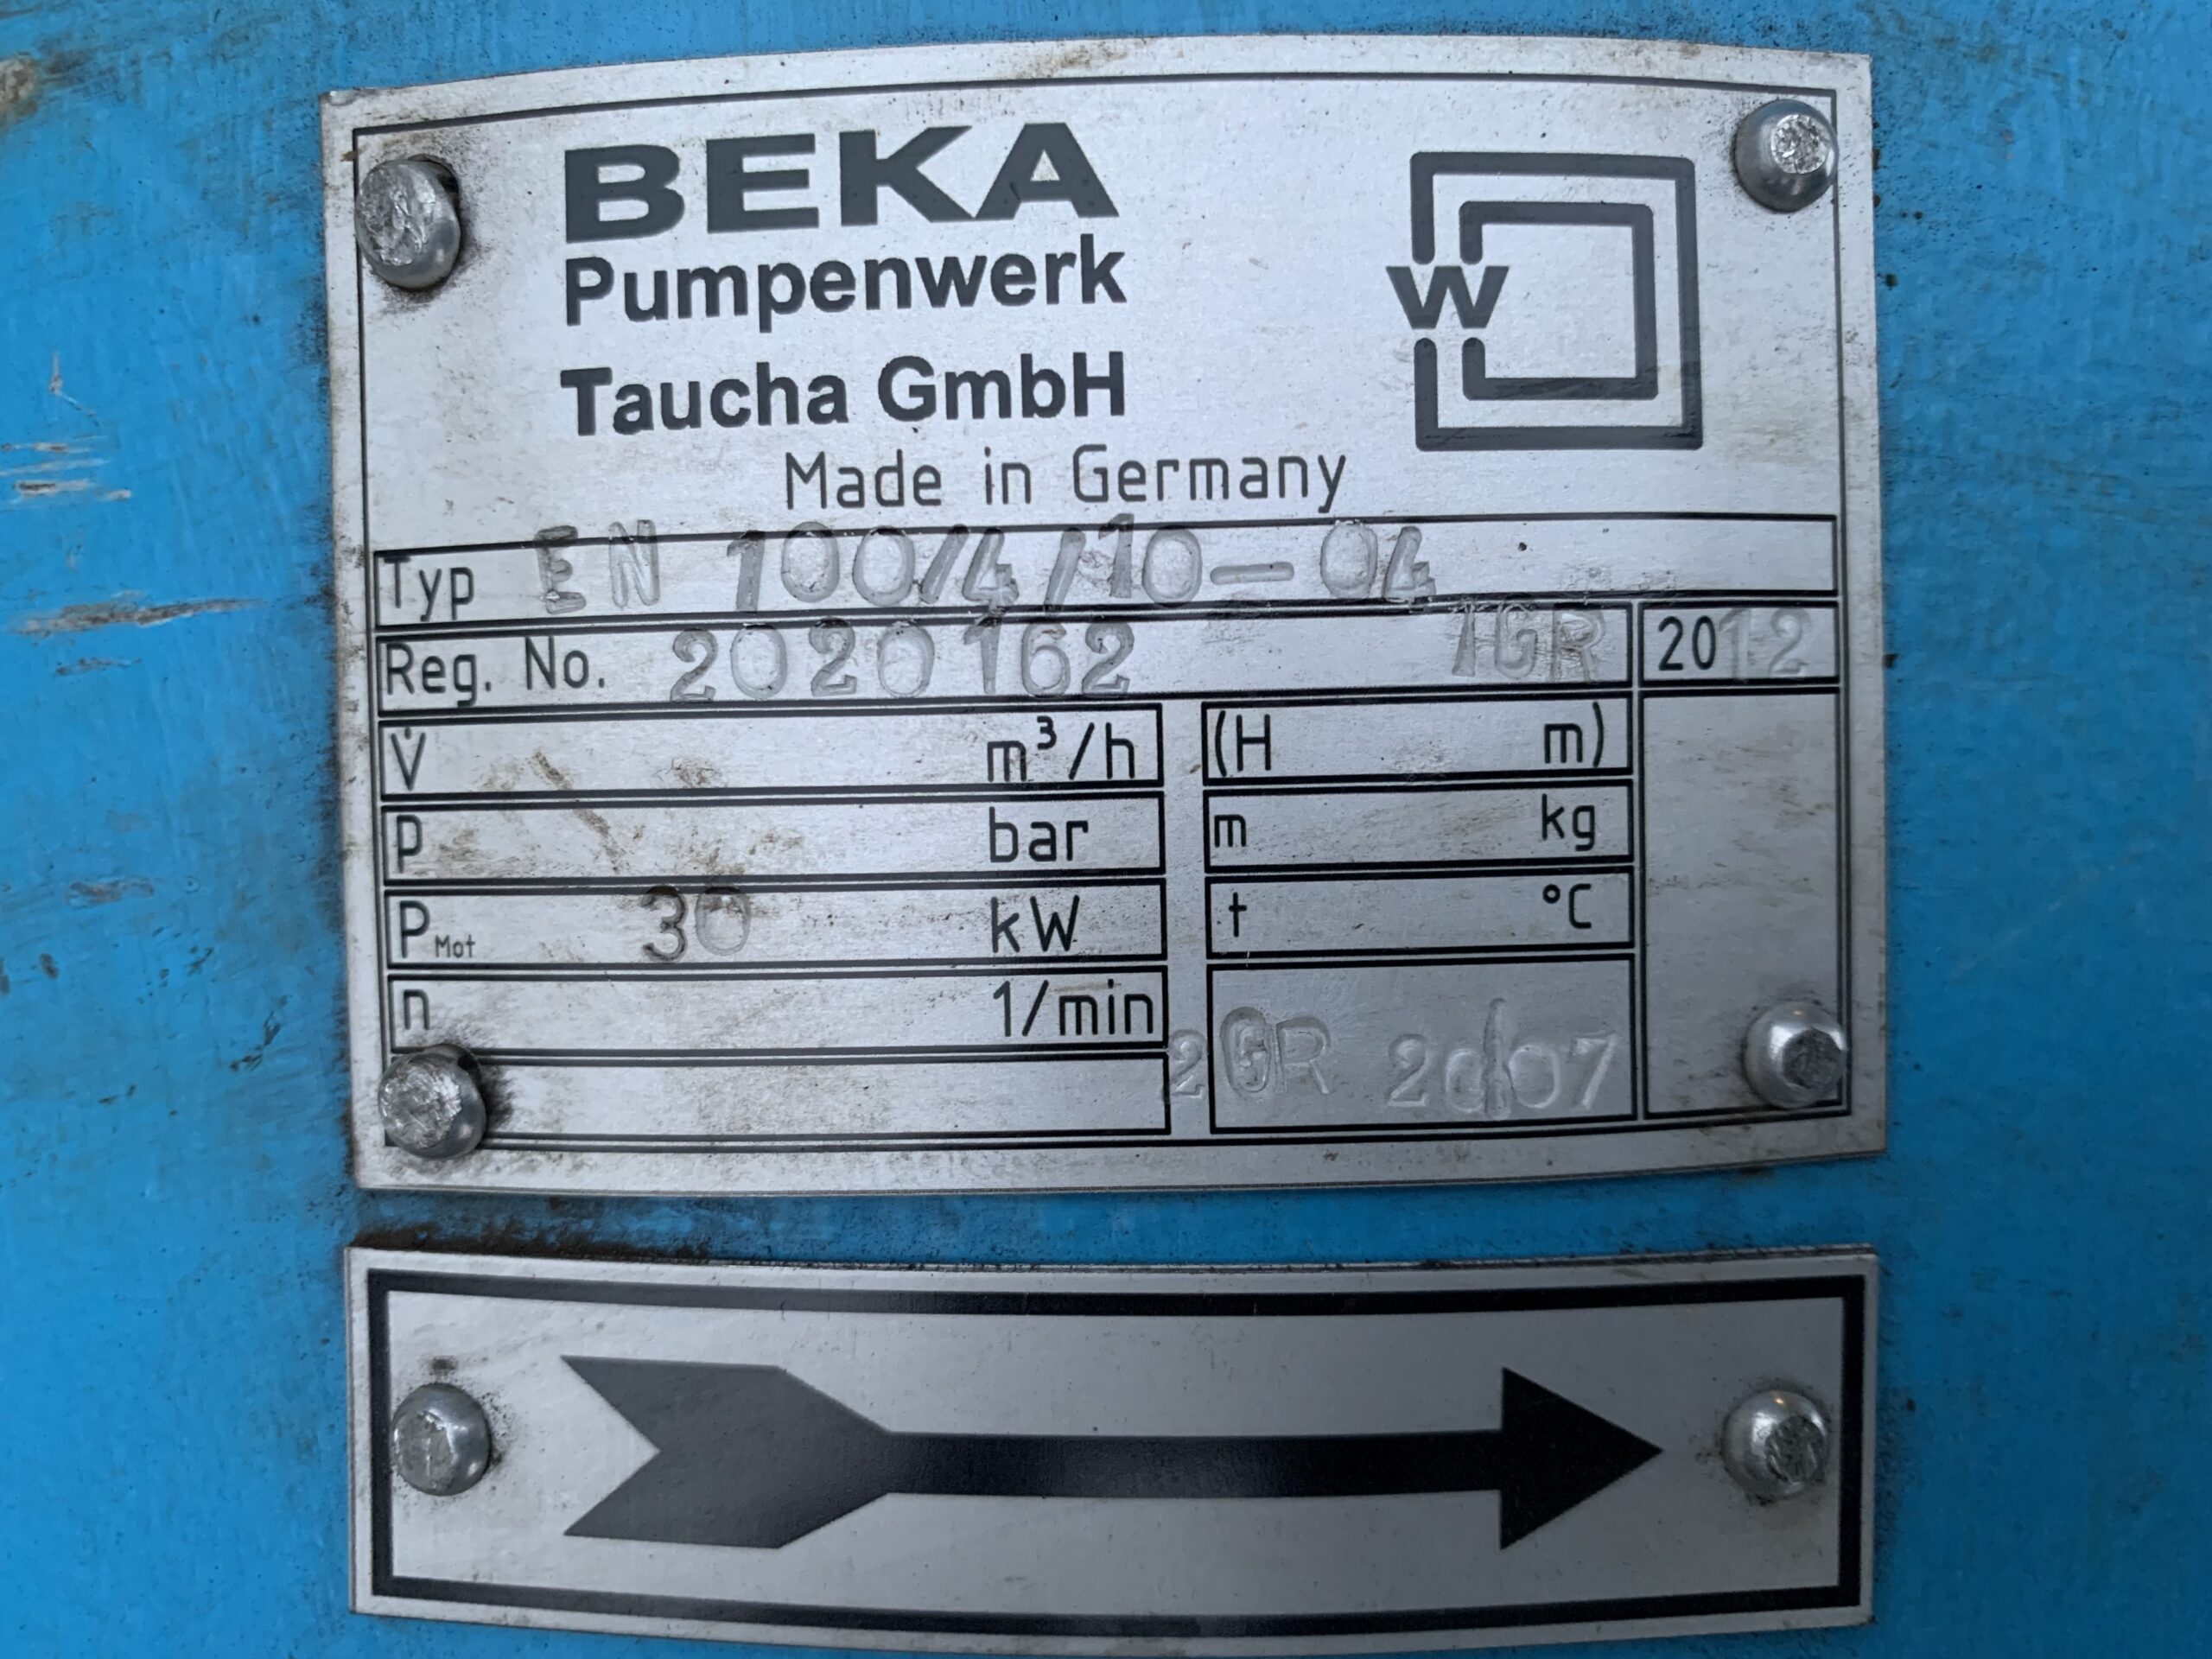 BEKA
Pumpenwerk
Taucha GmbH
W
Made in Germany
Typ EN 100/4/10-04
Reg. No. 2020162 1GR 2012
V̇ m³/h (H m)
p bar m kg
PMot 30 kW t °C
n 1/min
2GR